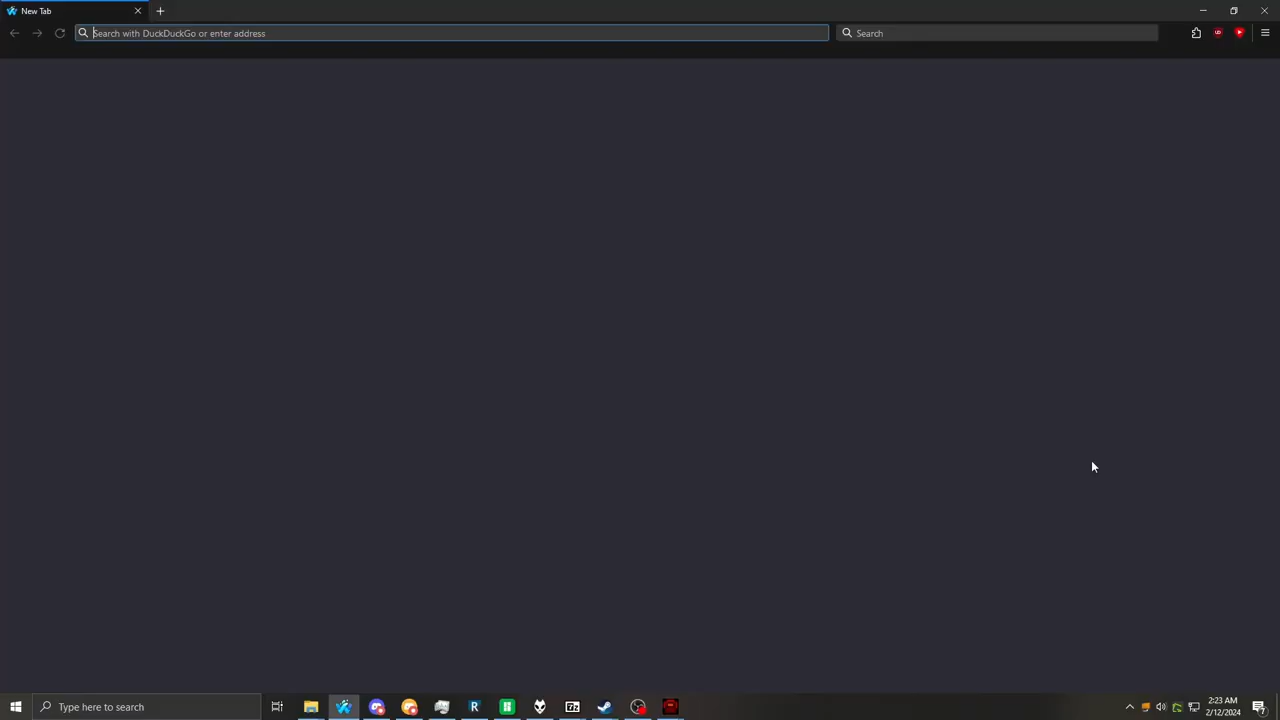 New Tab
Search with DuckDuckGo or enter address
Search
Type here to search
2:23 AM
2/12/2024